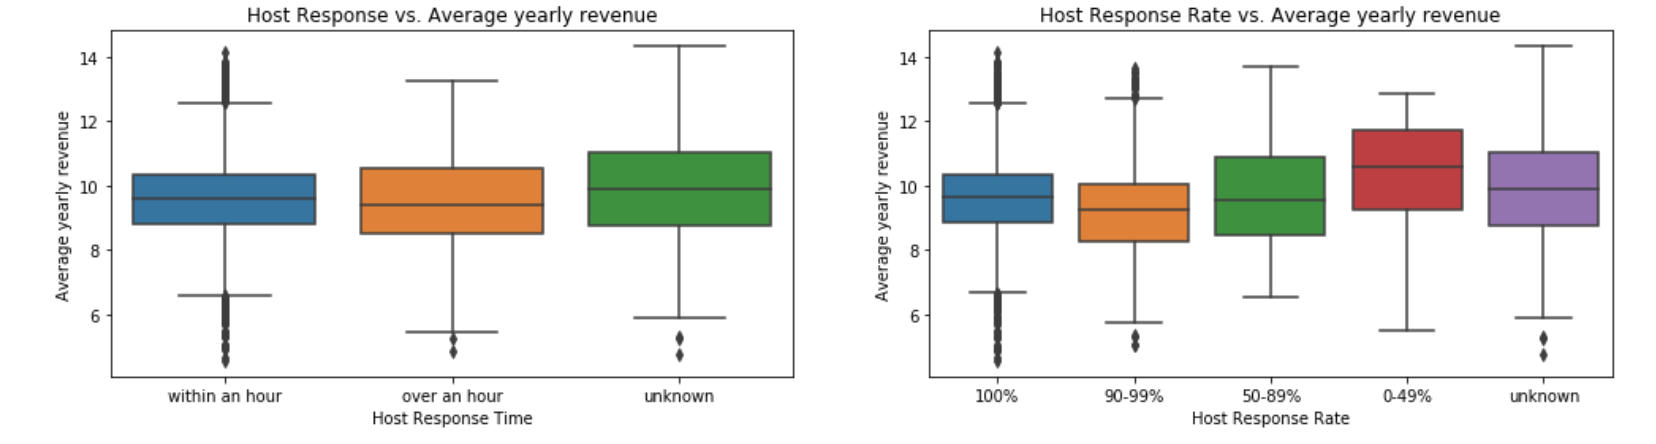 Host Response vs. Average yearly revenue
Average yearly revenue
14
12
10
8
6
within an hour over an hour unknown
Host Response Time
Host Response Rate vs. Average yearly revenue
Average yearly revenue
14
12
10
8
6
100% 90-99% 50-89% 0-49% unknown
Host Response Rate